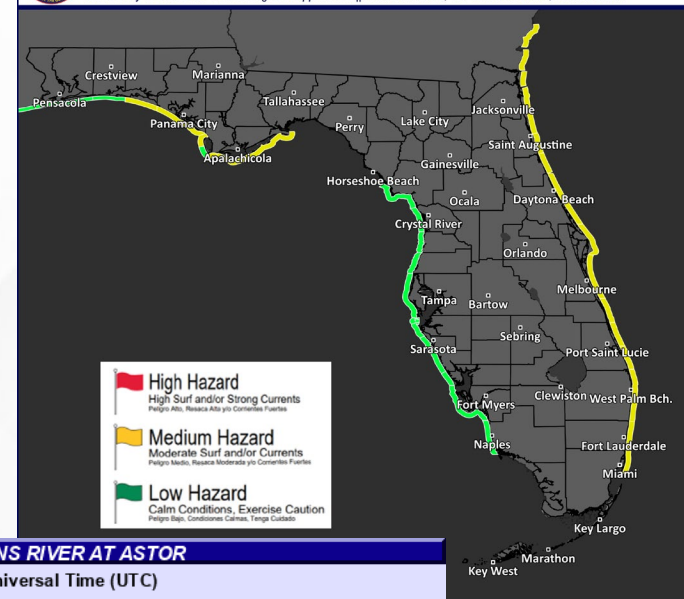 Crestview
Marianna
Pensacola
Tallahassee
Jacksonville
Panama City
Perry
Lake City
Saint Augustine
Apalachicola
Gainesville
Horseshoe Beach
Ocala
Daytona Beach
Crystal River
Orlando
Melbourne
Tampa
Bartow
Sebring
Sarasota
Port Saint Lucie
Clewiston
West Palm Bch.
Fort Myers
Naples
Fort Lauderdale
Miami
Key Largo
Marathon
Key West
High Hazard
High Surf and/or Strong Currents
Peligro Alto, Resaca Alta y/o Corrientes Fuertes
Medium Hazard
Moderate Surf and/or Currents
Peligro Medio, Resaca Moderada y/o Corrientes Fuertes
Low Hazard
Calm Conditions, Exercise Caution
Peligro Bajo, Condiciones Calmas, Tenga Cuidado
NS RIVER AT ASTOR
niversal Time (UTC)